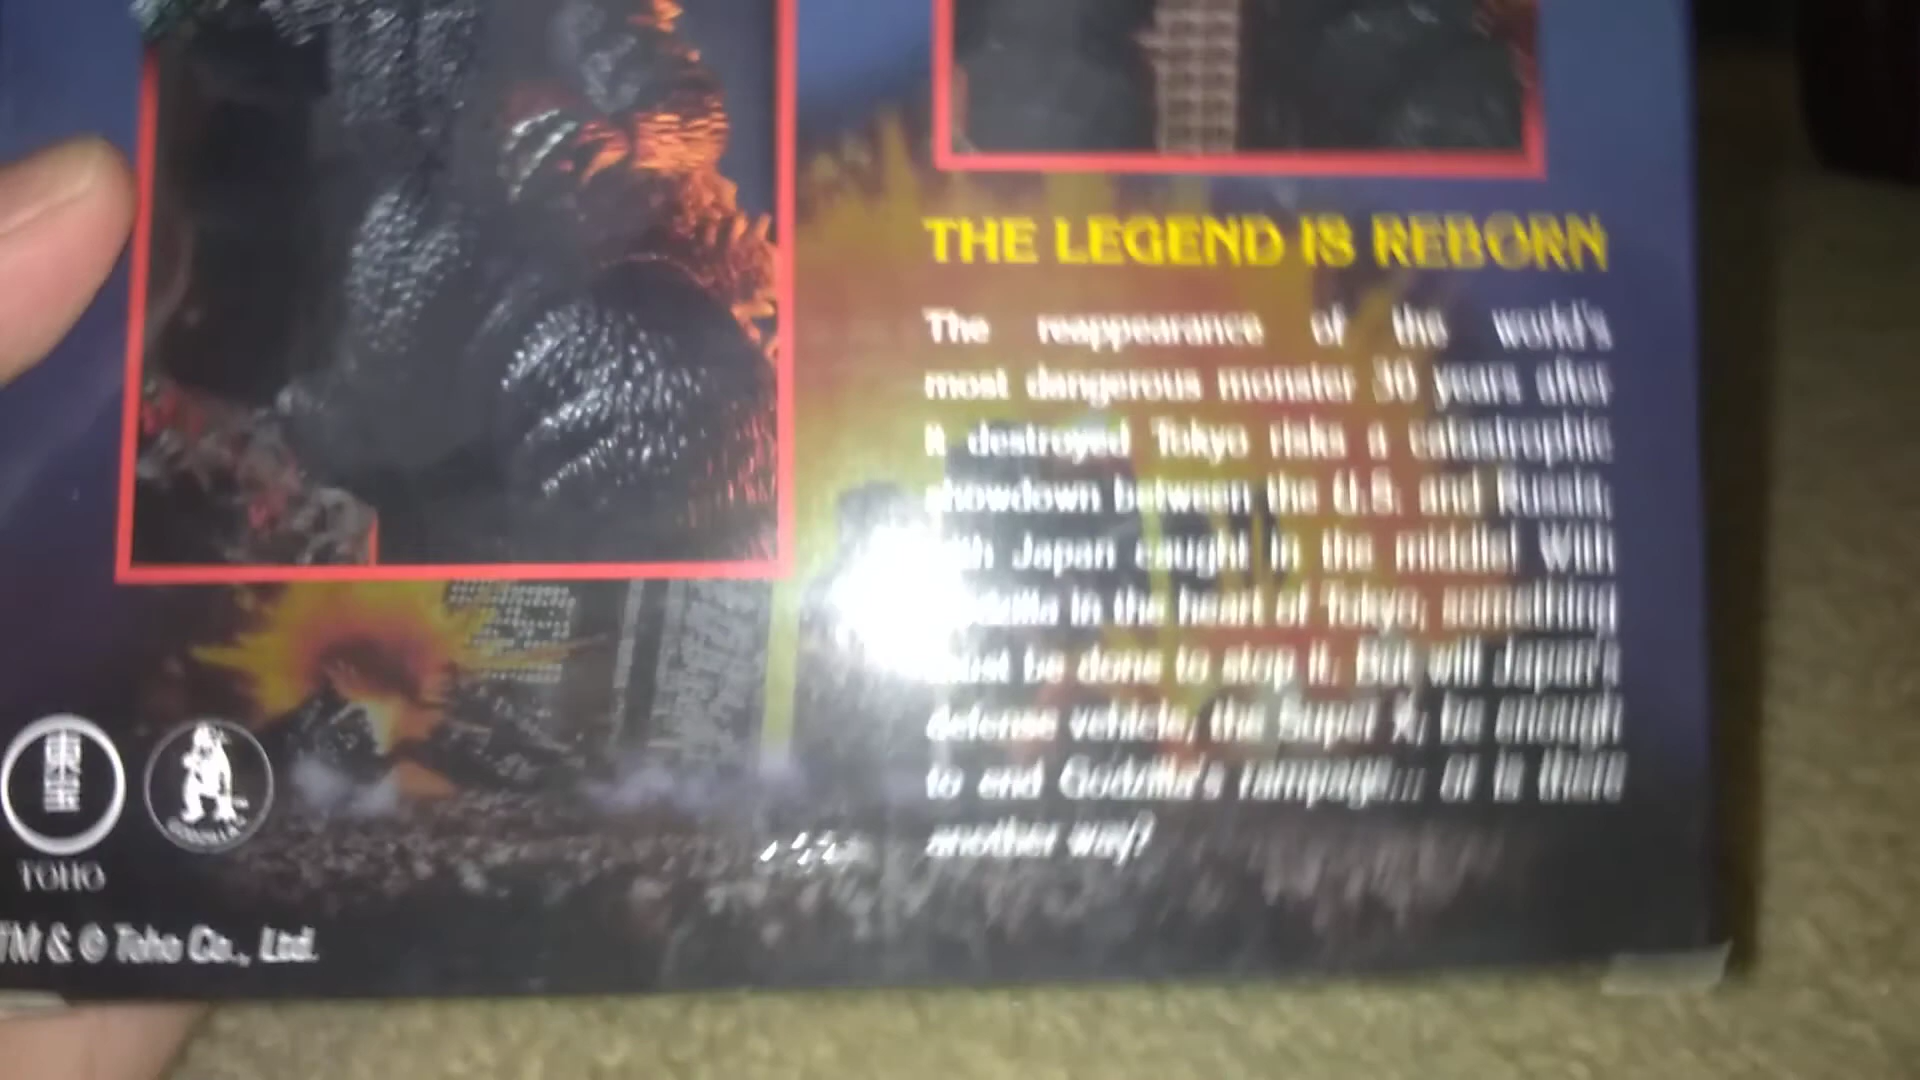 THE LEGEND IS REBORN
The reappearance of the world's
most dangerous monster 30 years after
it destroyed Tokyo risks a catastrophic
showdown between the U.S. and Russia,
Japan caught in the middle! With
in the heart of Tokyo, something
must be done to stop it. But will Japan's
defense vehicle, the Super X, be enough
to end Godzilla's rampage... or is there
another way?
東宝
TOHO
GODZILLA
TM & © Toho Co., Ltd.